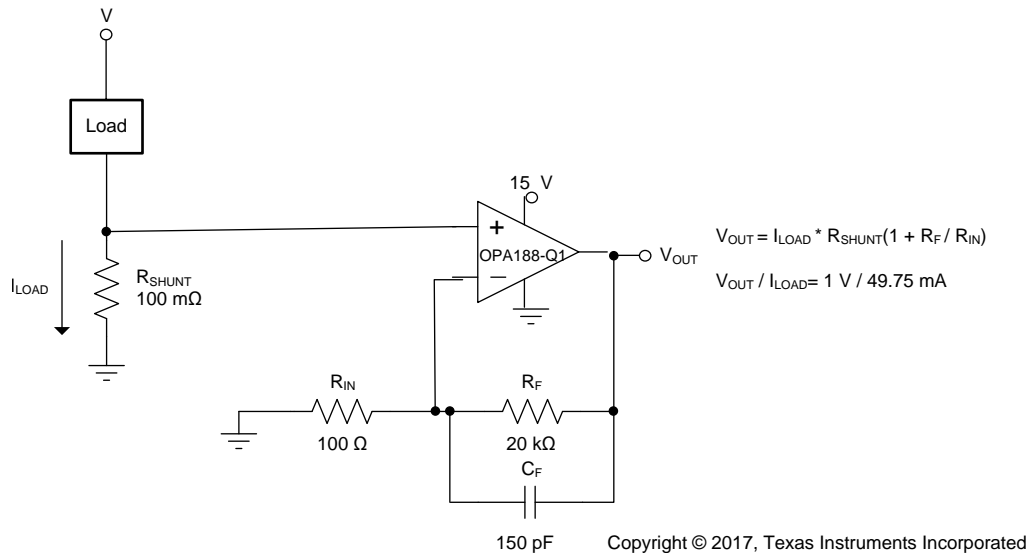 V
Load
15 V
+
OPA188-Q1
−
V_OUT
V_OUT = I_LOAD * R_SHUNT(1 + R_F / R_IN)
V_OUT / I_LOAD= 1 V / 49.75 mA
I_LOAD
R_SHUNT
100 mΩ
R_IN
100 Ω
R_F
20 kΩ
C_F
150 pF
Copyright © 2017, Texas Instruments Incorporated